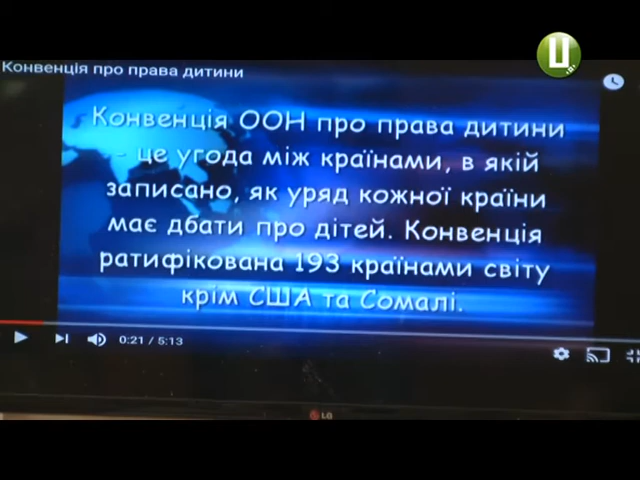 Конвенція про права дитини
Ц
Конвенція ООН про права дитини
- це угода між країнами, в якій
записано, як уряд кожної країни
має дбати про дітей. Конвенція
ратифікована 193 країнами світу
крім США та Сомалі.
0:21 / 5:13
LG